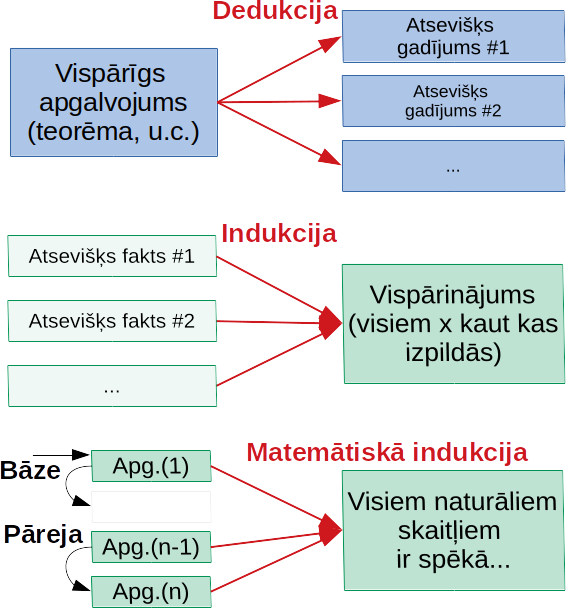 Dedukcija
Vispārīgs
apgalvojums
(teorēma, u.c.)
Atsevišķs
gadījums #1
Atsevišķs
gadījums #2
...
Indukcija
Atsevišķs fakts #1
Atsevišķs fakts #2
...
Vispārinājums
(visiem x kaut kas
izpildās)
Matemātiskā indukcija
Bāze
Apg.(1)
Pāreja
Apg.(n-1)
Apg.(n)
Visiem naturāliem
skaitļiem
ir spēkā...